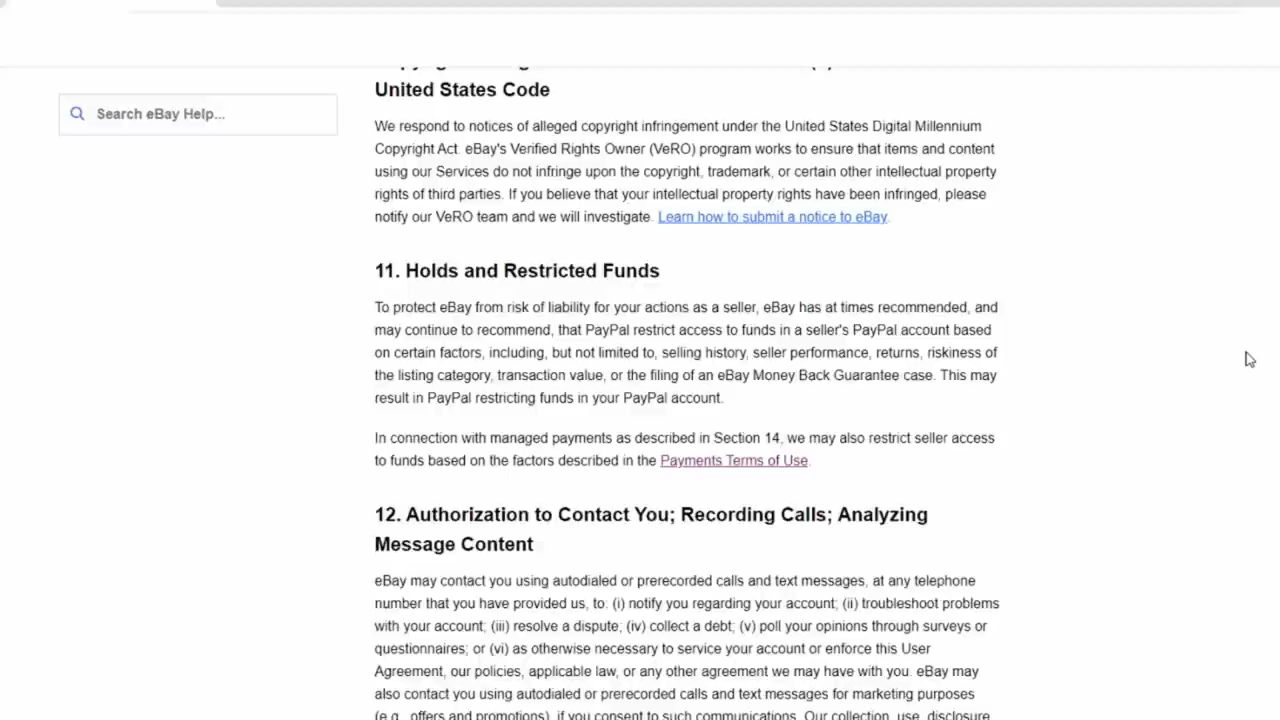 Search eBay Help...
United States Code
We respond to notices of alleged copyright infringement under the United States Digital Millennium
Copyright Act. eBay's Verified Rights Owner (VeRO) program works to ensure that items and content
using our Services do not infringe upon the copyright, trademark, or certain other intellectual property
rights of third parties. If you believe that your intellectual property rights have been infringed, please
notify our VeRO team and we will investigate. Learn how to submit a notice to eBay.
11. Holds and Restricted Funds
To protect eBay from risk of liability for your actions as a seller, eBay has at times recommended, and
may continue to recommend, that PayPal restrict access to funds in a seller's PayPal account based
on certain factors, including, but not limited to, selling history, seller performance, returns, riskiness of
the listing category, transaction value, or the filing of an eBay Money Back Guarantee case. This may
result in PayPal restricting funds in your PayPal account.
In connection with managed payments as described in Section 14, we may also restrict seller access
to funds based on the factors described in the Payments Terms of Use.
12. Authorization to Contact You; Recording Calls; Analyzing
Message Content
eBay may contact you using autodialed or prerecorded calls and text messages, at any telephone
number that you have provided us, to: (i) notify you regarding your account; (ii) troubleshoot problems
with your account; (iii) resolve a dispute; (iv) collect a debt; (v) poll your opinions through surveys or
questionnaires; or (vi) as otherwise necessary to service your account or enforce this User
Agreement, our policies, applicable law, or any other agreement we may have with you. eBay may
also contact you using autodialed or prerecorded calls and text messages for marketing purposes
(e.g., offers and promotions), if you consent to such communications. Our collection, use, disclosure